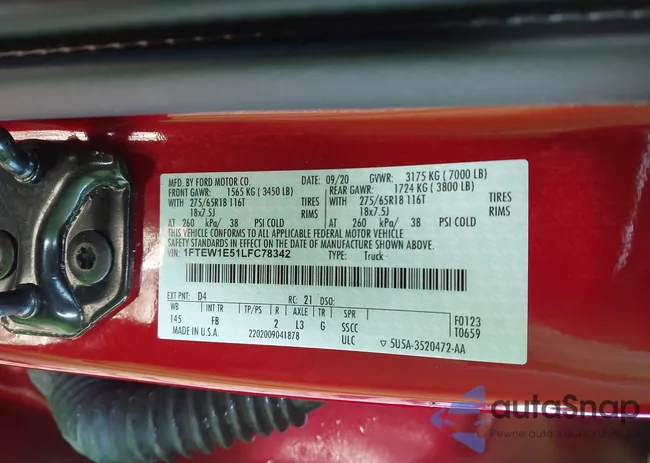 MFD. BY FORD MOTOR CO. DATE: 09/20 GVWR: 3175 KG ( 7000 LB)
FRONT GAWR: 1565 KG ( 3450 LB) REAR GAWR: 1724 KG ( 3800 LB)
WITH 275/65R18 116T TIRES WITH 275/65R18 116T TIRES
18x7.5J RIMS 18x7.5J RIMS
AT 260 kPa/ 38 PSI COLD AT 260 kPa/ 38 PSI COLD
THIS VEHICLE CONFORMS TO ALL APPLICABLE FEDERAL MOTOR VEHICLE
SAFETY STANDARDS IN EFFECT ON THE DATE OF MANUFACTURE SHOWN ABOVE.
VIN: 1FTEW1E51LFC78342 TYPE: Truck
EXT PNT: D4 RC: 21 DSO:
WB INT TR TP/PS R AXLE TR SPR F0123
145 FB 2 L3 G SSCC T0659
MADE IN U.S.A. 2202009041878 ULC 5U5A-3520472-AA
autoSnap
Pewne autant